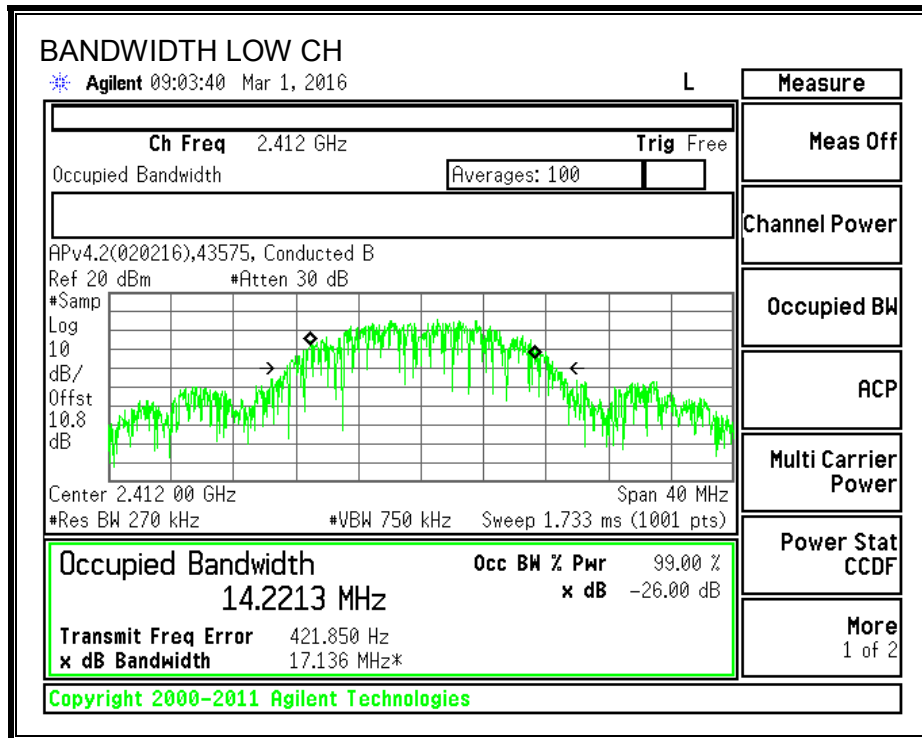 BANDWIDTH LOW CH
Agilent 09:03:40 Mar 1, 2016 L
Measure
Ch Freq 2.412 GHz Trig Free
Meas Off
Occupied Bandwidth Averages: 100
Channel Power
APv4.2(020216),43575, Conducted B
Ref 20 dBm #Atten 30 dB
#Samp
Log
10
dB/
Offst
10.8
dB
Occupied BW
ACP
Multi Carrier
Power
Center 2.412 00 GHz Span 40 MHz
#Res BW 270 kHz #VBW 750 kHz Sweep 1.733 ms (1001 pts)
Power Stat
CCDF
Occupied Bandwidth Occ BW % Pwr 99.00 %
14.2213 MHz x dB -26.00 dB
Transmit Freq Error 421.850 Hz
x dB Bandwidth 17.136 MHz*
More
1 of 2
Copyright 2000-2011 Agilent Technologies